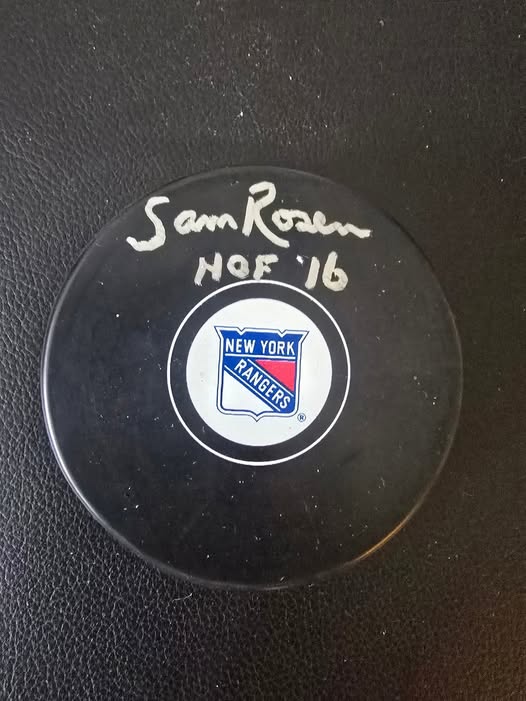 Sam Rosen
HOF '16
NEW YORK
RANGERS
®